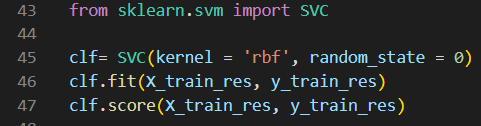 43 from sklearn.svm import SVC
44
45 clf= SVC(kernel = 'rbf', random_state = 0)
46 clf.fit(X_train_res, y_train_res)
47 clf.score(X_train_res, y_train_res)